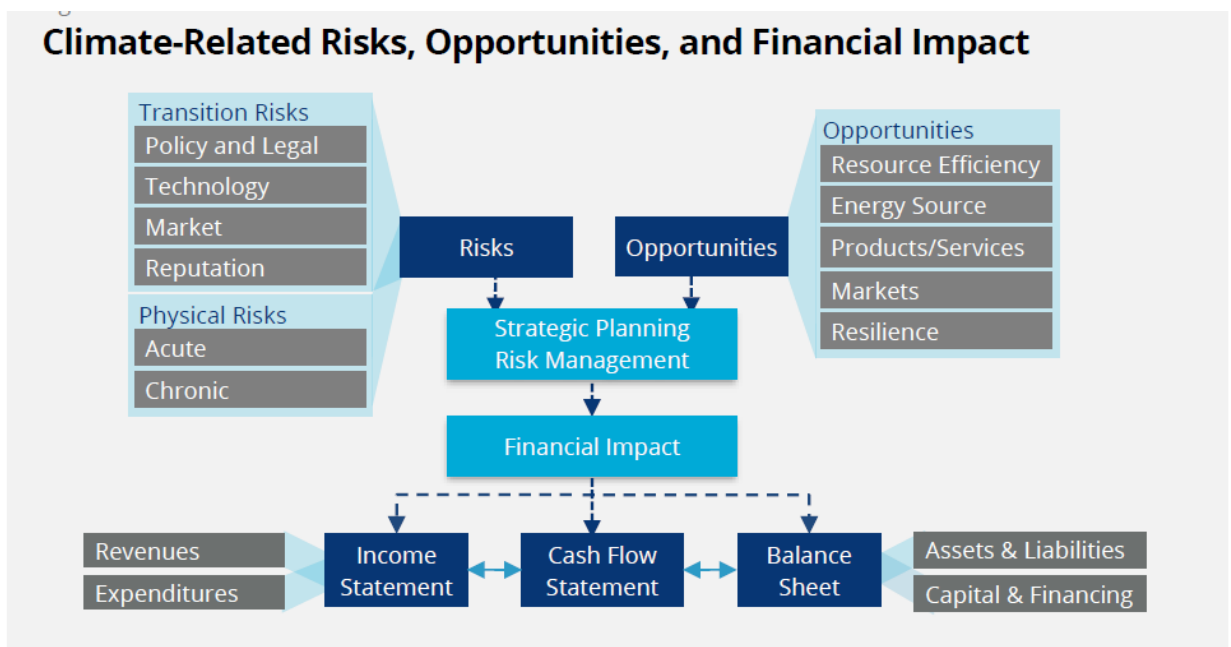 Climate-Related Risks, Opportunities, and Financial Impact
Transition Risks
Policy and Legal
Technology
Market
Reputation
Physical Risks
Acute
Chronic
Risks
Opportunities
Opportunities
Resource Efficiency
Energy Source
Products/Services
Markets
Resilience
Strategic Planning
Risk Management
Financial Impact
Revenues
Expenditures
Income
Statement
Cash Flow
Statement
Balance
Sheet
Assets & Liabilities
Capital & Financing